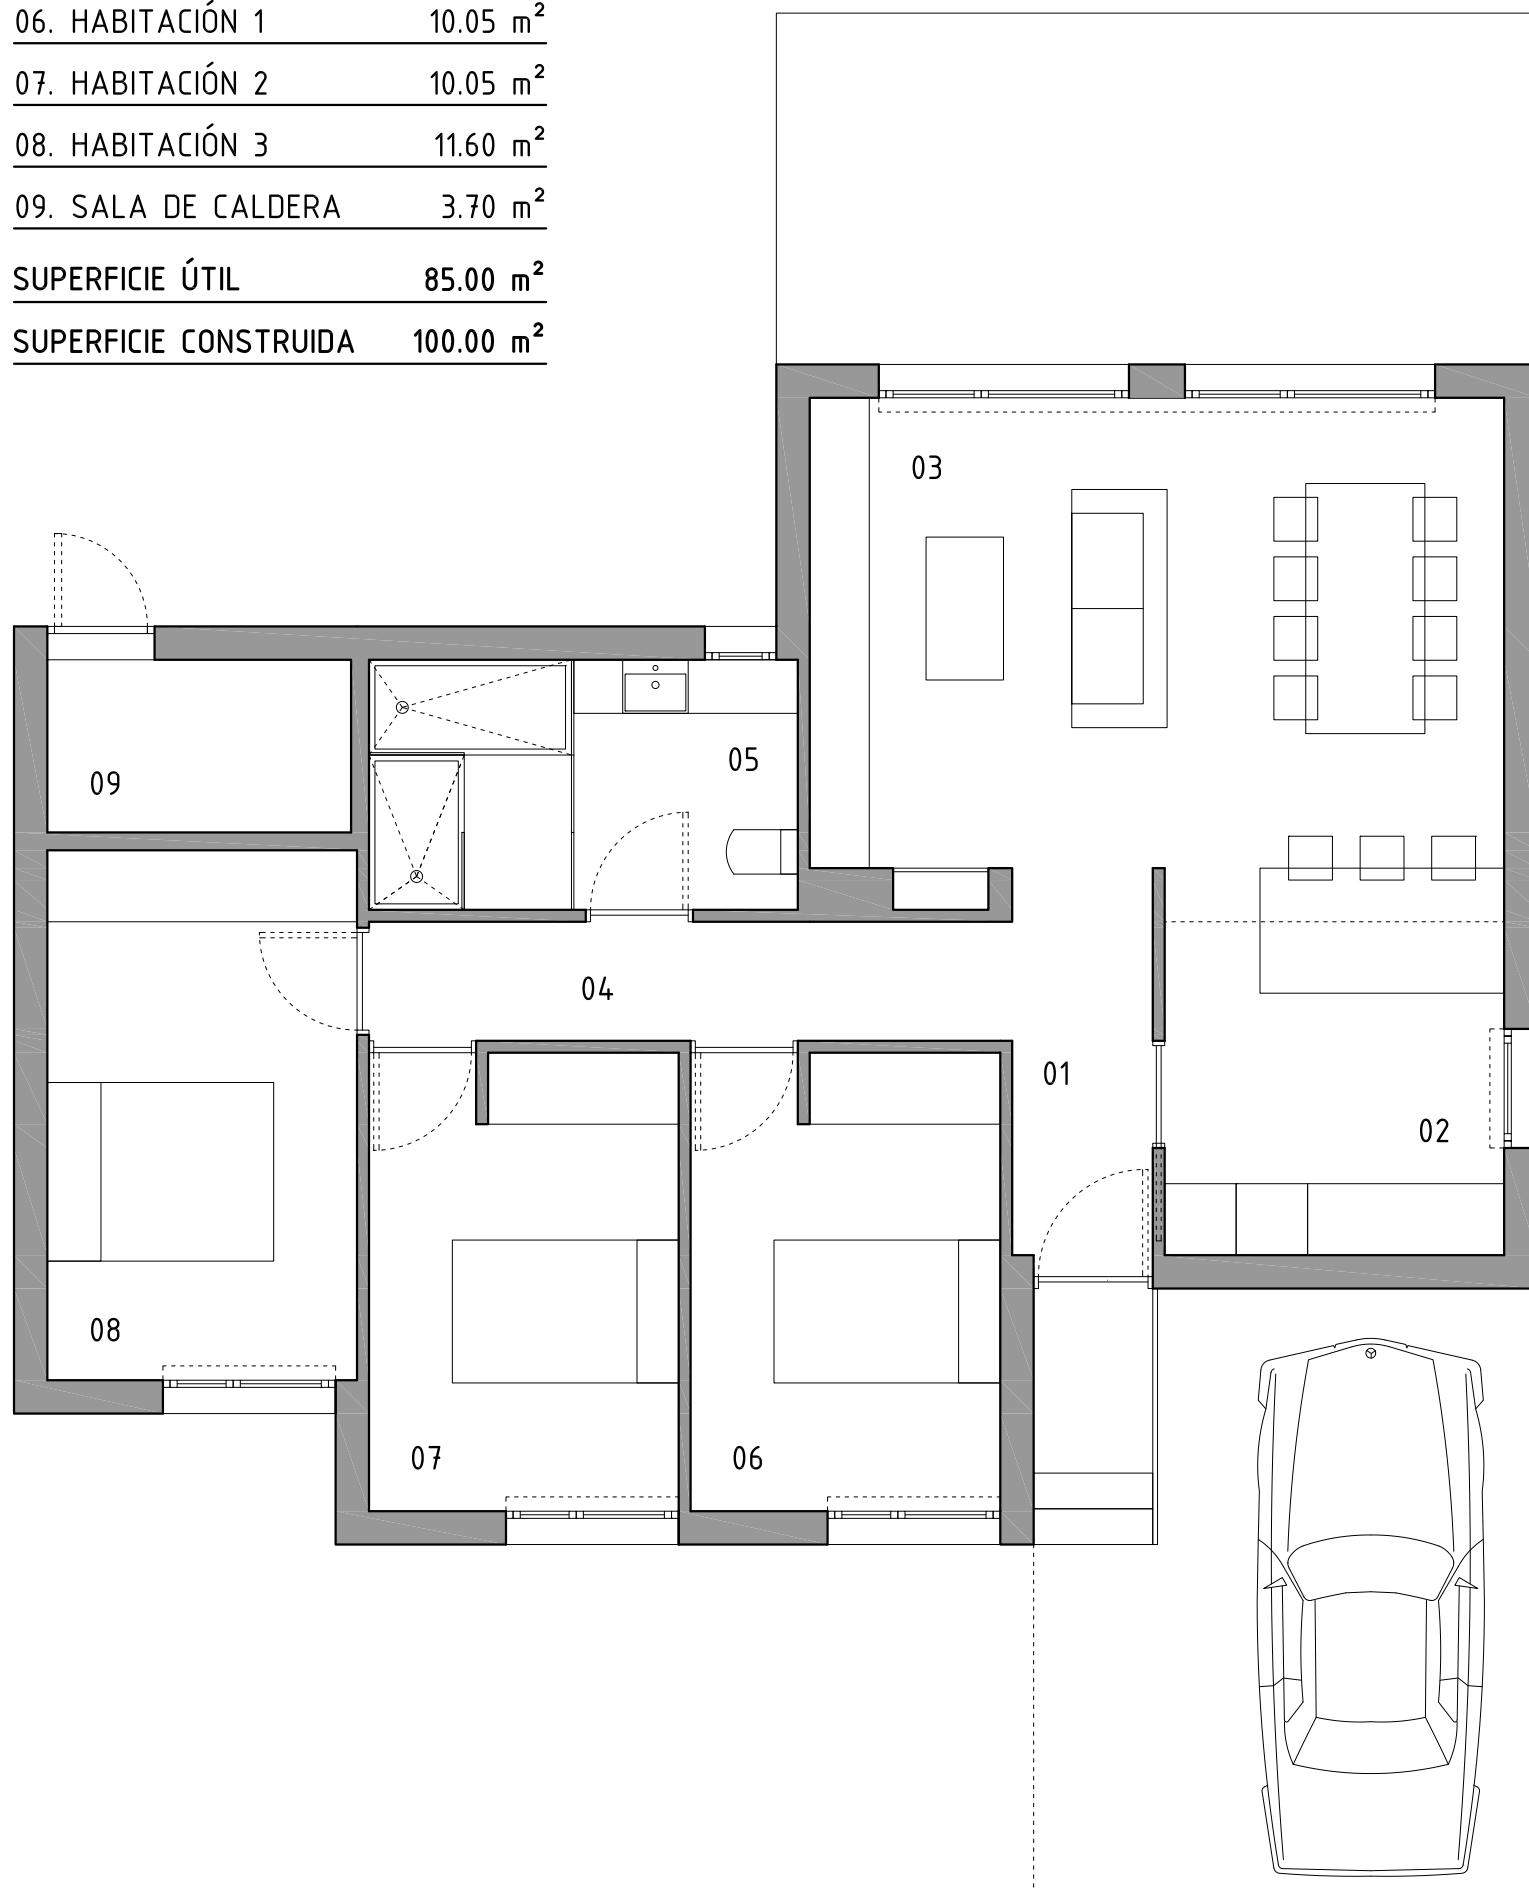 06. HABITACIÓN 1 10.05 m²
07. HABITACIÓN 2 10.05 m²
08. HABITACIÓN 3 11.60 m²
09. SALA DE CALDERA 3.70 m²
SUPERFICIE ÚTIL 85.00 m²
SUPERFICIE CONSTRUIDA 100.00 m²
03
05
09
04
01
02
08
07
06